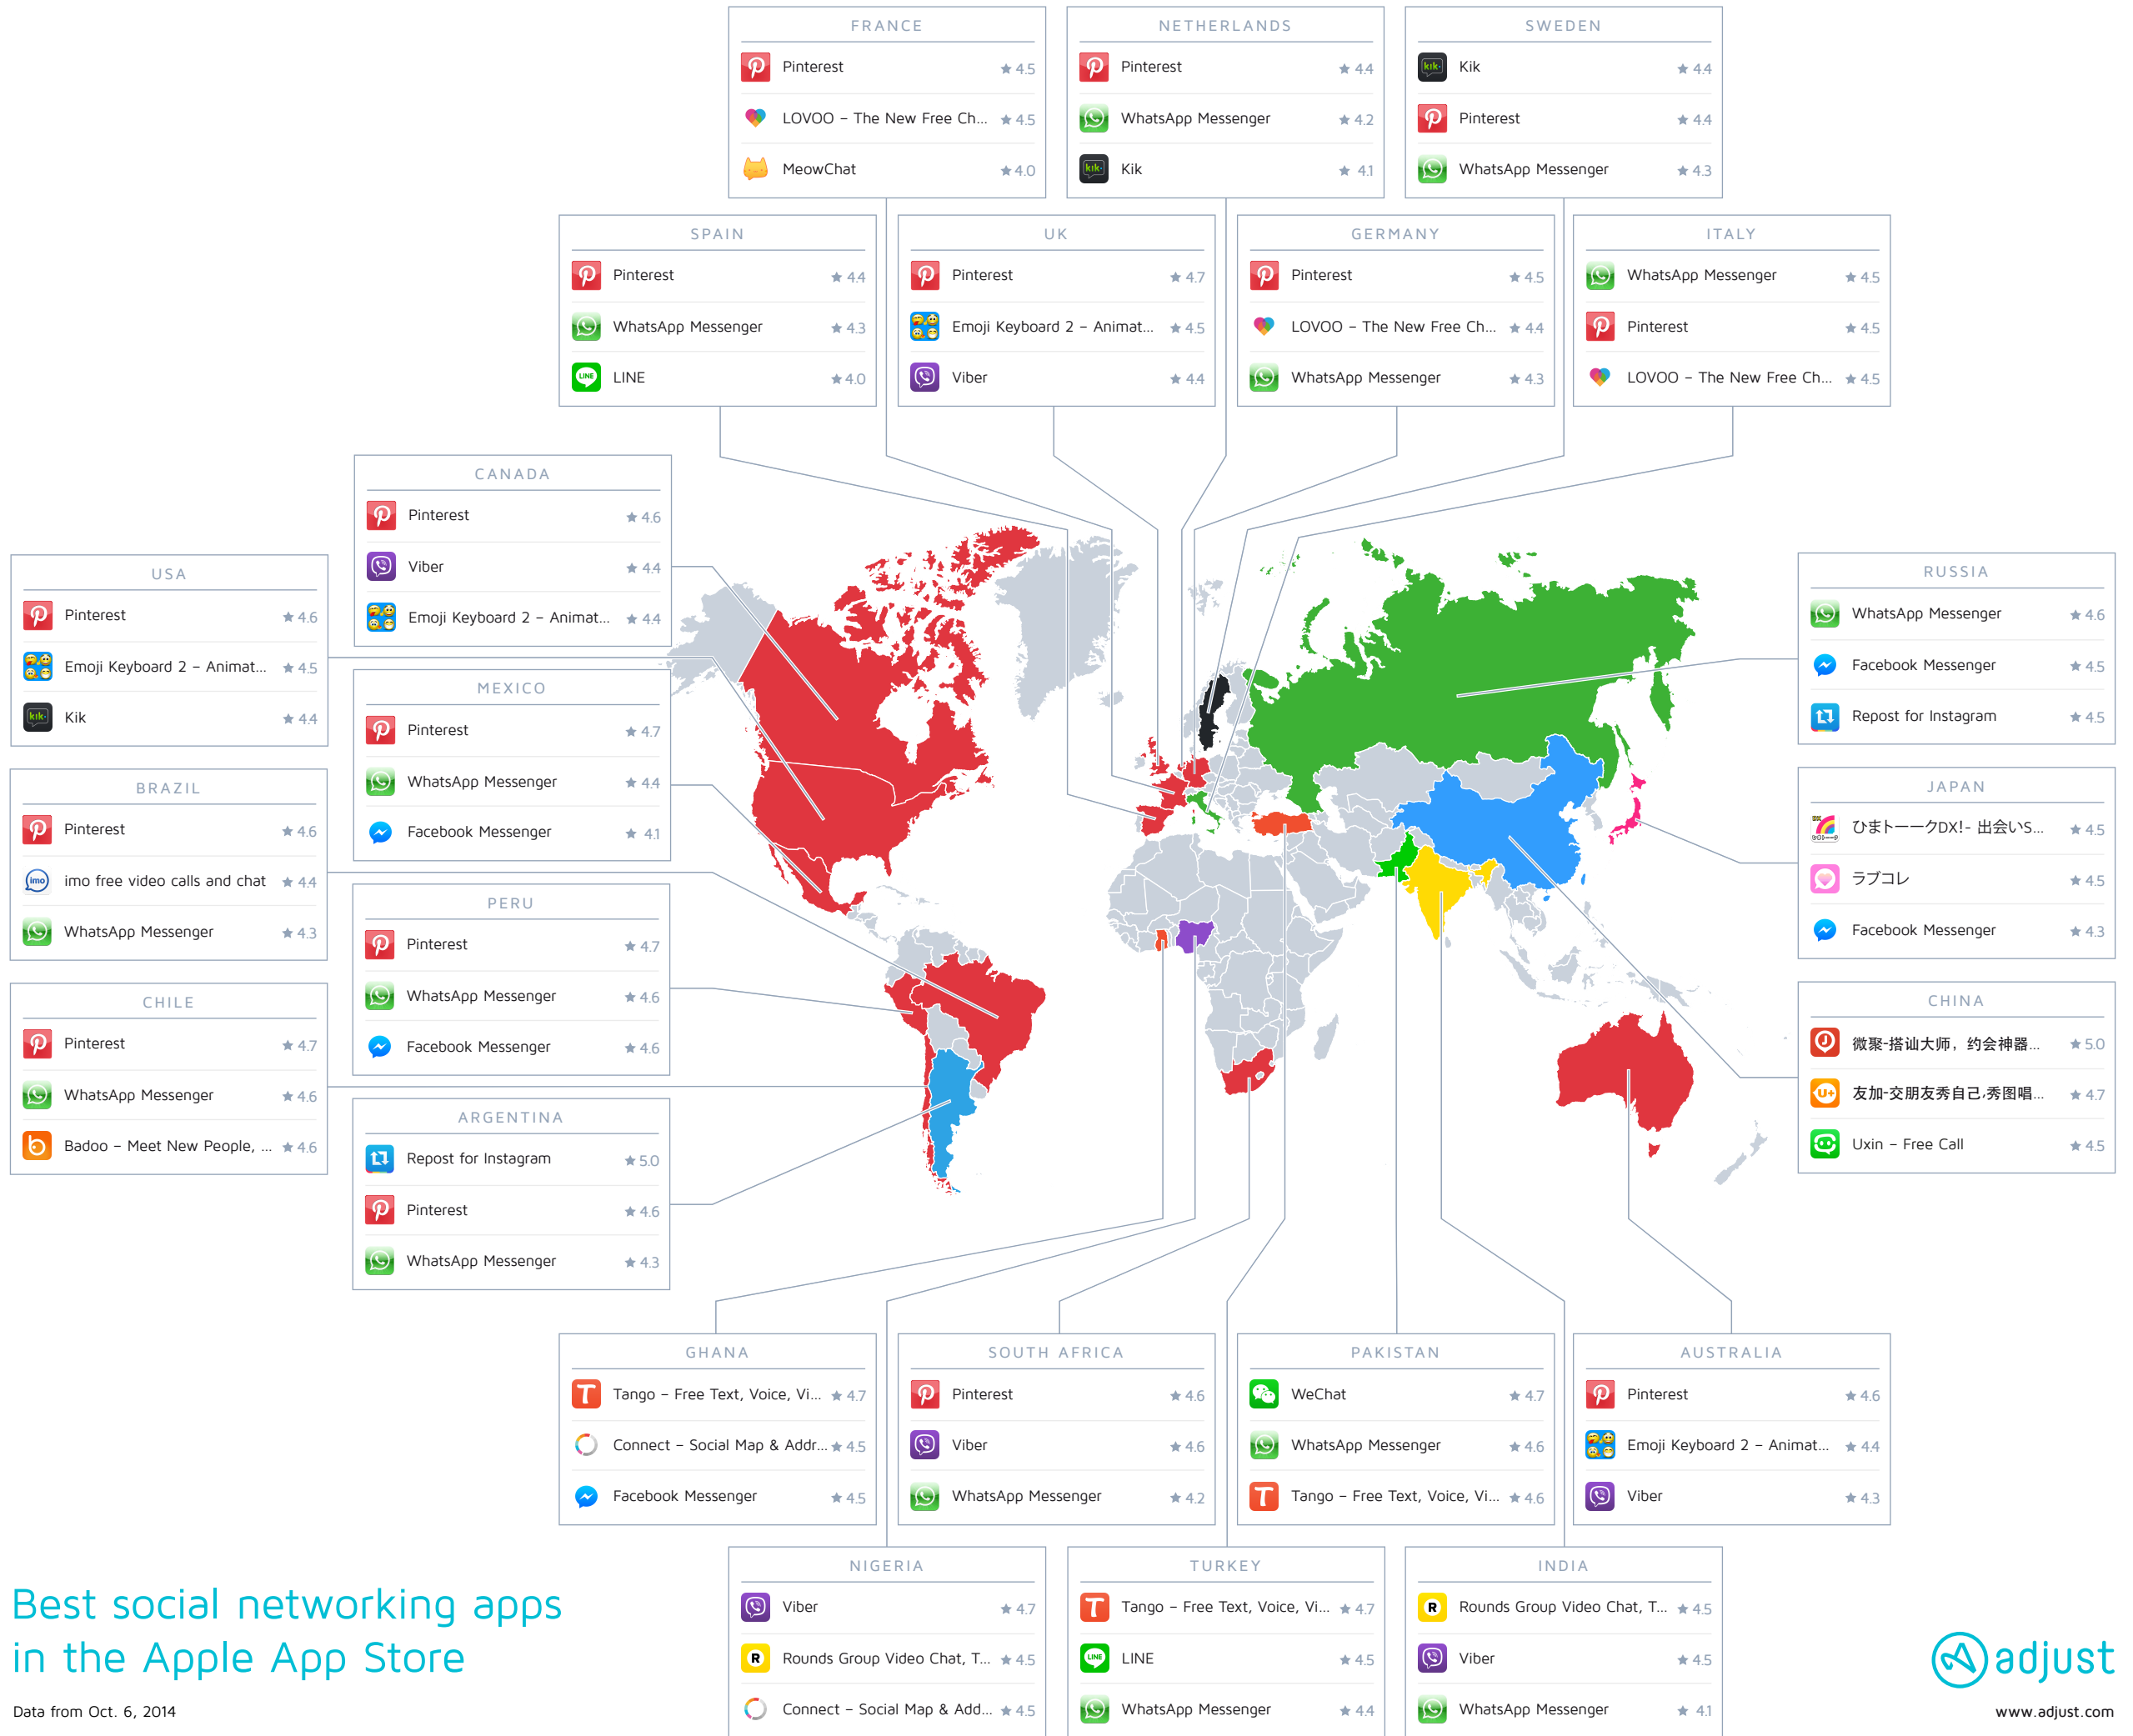 FRANCE
Pinterest ★ 4.5
LOVOO – The New Free Ch... ★ 4.5
MeowChat ★ 4.0
NETHERLANDS
Pinterest ★ 4.4
WhatsApp Messenger ★ 4.2
Kik ★ 4.1
SWEDEN
Kik ★ 4.4
Pinterest ★ 4.4
WhatsApp Messenger ★ 4.3
SPAIN
Pinterest ★ 4.4
WhatsApp Messenger ★ 4.3
LINE ★ 4.0
UK
Pinterest ★ 4.7
Emoji Keyboard 2 – Animat... ★ 4.5
Viber ★ 4.4
GERMANY
Pinterest ★ 4.5
LOVOO – The New Free Ch... ★ 4.4
WhatsApp Messenger ★ 4.3
ITALY
WhatsApp Messenger ★ 4.5
Pinterest ★ 4.5
LOVOO – The New Free Ch... ★ 4.5
CANADA
Pinterest ★ 4.6
Viber ★ 4.4
Emoji Keyboard 2 – Animat... ★ 4.4
USA
Pinterest ★ 4.6
Emoji Keyboard 2 – Animat... ★ 4.5
Kik ★ 4.4
MEXICO
Pinterest ★ 4.7
WhatsApp Messenger ★ 4.4
Facebook Messenger ★ 4.1
BRAZIL
Pinterest ★ 4.6
imo free video calls and chat ★ 4.4
WhatsApp Messenger ★ 4.3
PERU
Pinterest ★ 4.7
WhatsApp Messenger ★ 4.6
Facebook Messenger ★ 4.6
CHILE
Pinterest ★ 4.7
WhatsApp Messenger ★ 4.6
Badoo – Meet New People, ... ★ 4.6
ARGENTINA
Repost for Instagram ★ 5.0
Pinterest ★ 4.6
WhatsApp Messenger ★ 4.3
RUSSIA
WhatsApp Messenger ★ 4.6
Facebook Messenger ★ 4.5
Repost for Instagram ★ 4.5
JAPAN
ひまトーークDX!- 出会いS... ★ 4.5
ラブコレ ★ 4.5
Facebook Messenger ★ 4.3
CHINA
微聚-搭讪大师，约会神器... ★ 5.0
友加-交朋友秀自己,秀图唱... ★ 4.7
Uxin – Free Call ★ 4.5
GHANA
Tango – Free Text, Voice, Vi... ★ 4.7
Connect – Social Map & Addr... ★ 4.5
Facebook Messenger ★ 4.5
SOUTH AFRICA
Pinterest ★ 4.6
Viber ★ 4.6
WhatsApp Messenger ★ 4.2
PAKISTAN
WeChat ★ 4.7
WhatsApp Messenger ★ 4.6
Tango – Free Text, Voice, Vi... ★ 4.6
AUSTRALIA
Pinterest ★ 4.6
Emoji Keyboard 2 – Animat... ★ 4.4
Viber ★ 4.3
NIGERIA
Viber ★ 4.7
Rounds Group Video Chat, T... ★ 4.5
Connect – Social Map & Add... ★ 4.5
TURKEY
Tango – Free Text, Voice, Vi... ★ 4.7
LINE ★ 4.5
WhatsApp Messenger ★ 4.4
INDIA
Rounds Group Video Chat, T... ★ 4.5
Viber ★ 4.5
WhatsApp Messenger ★ 4.1
Best social networking apps
in the Apple App Store
Data from Oct. 6, 2014
adjust
www.adjust.com